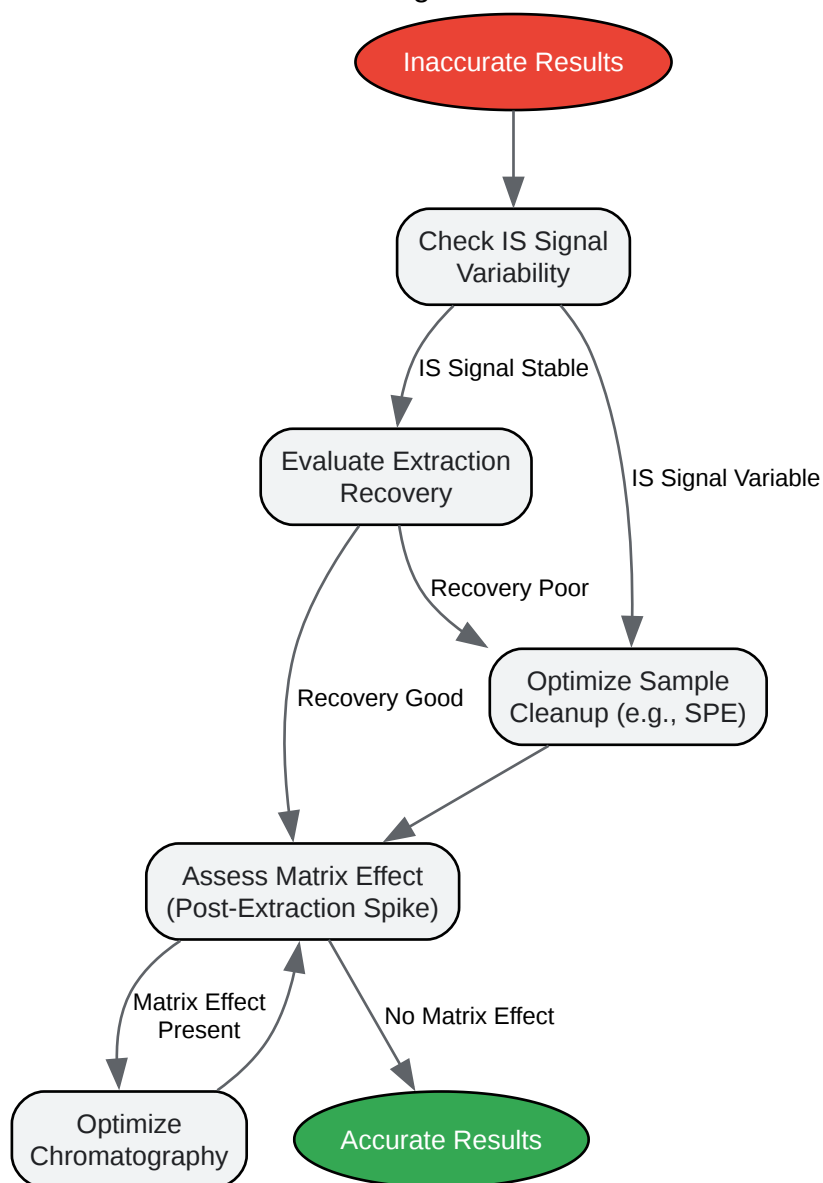 Inaccurate Results
Check IS Signal
Variability
IS Signal Stable
IS Signal Variable
Evaluate Extraction
Recovery
Recovery Poor
Recovery Good
Optimize Sample
Cleanup (e.g., SPE)
Assess Matrix Effect
(Post-Extraction Spike)
Matrix Effect
Present
No Matrix Effect
Optimize
Chromatography
Accurate Results